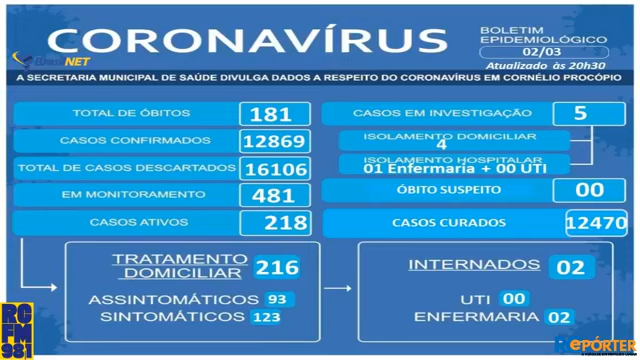 CORONAVÍRUS
BOLETIM
EPIDEMIOLÓGICO
02/03
Atualizado às 20h30
NET
A SECRETARIA MUNICIPAL DE SAÚDE DIVULGA DADOS A RESPEITO DO CORONAVÍRUS EM CORNÉLIO PROCÓPIO
TOTAL DE ÓBITOS 181
CASOS CONFIRMADOS 12869
TOTAL DE CASOS DESCARTADOS 16106
EM MONITORAMENTO 481
CASOS ATIVOS 218
CASOS EM INVESTIGAÇÃO 5
ISOLAMENTO DOMICILIAR
4
ISOLAMENTO HOSPITALAR
01 Enfermaria + 00 UTI
ÓBITO SUSPEITO 00
CASOS CURADOS 12470
TRATAMENTO
DOMICILIAR 216
ASSINTOMÁTICOS 93
SINTOMÁTICOS 123
INTERNADOS 02
UTI 00
ENFERMARIA 02
RC
FM
981
REPÓRTER